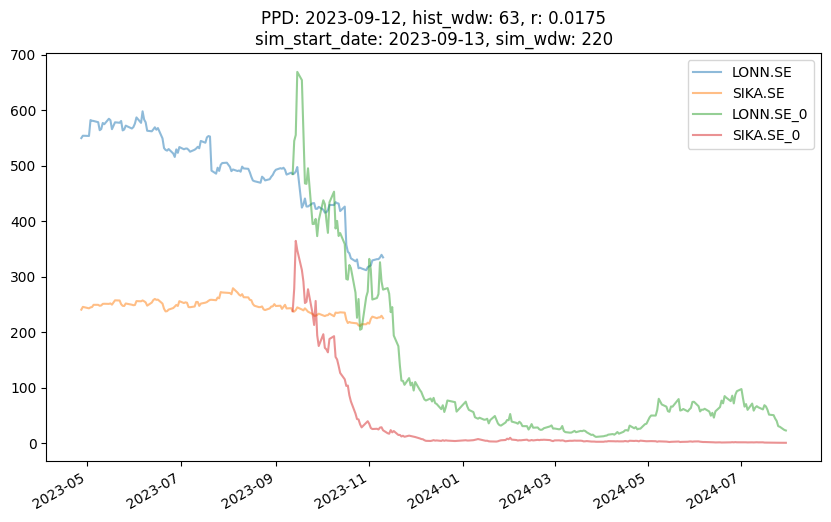 PPD: 2023-09-12, hist_wdw: 63, r: 0.0175
sim_start_date: 2023-09-13, sim_wdw: 220
700
600
500
400
300
200
100
0
LONN.SE
SIKA.SE
LONN.SE_0
SIKA.SE_0
2023-05
2023-07
2023-09
2023-11
2024-01
2024-03
2024-05
2024-07